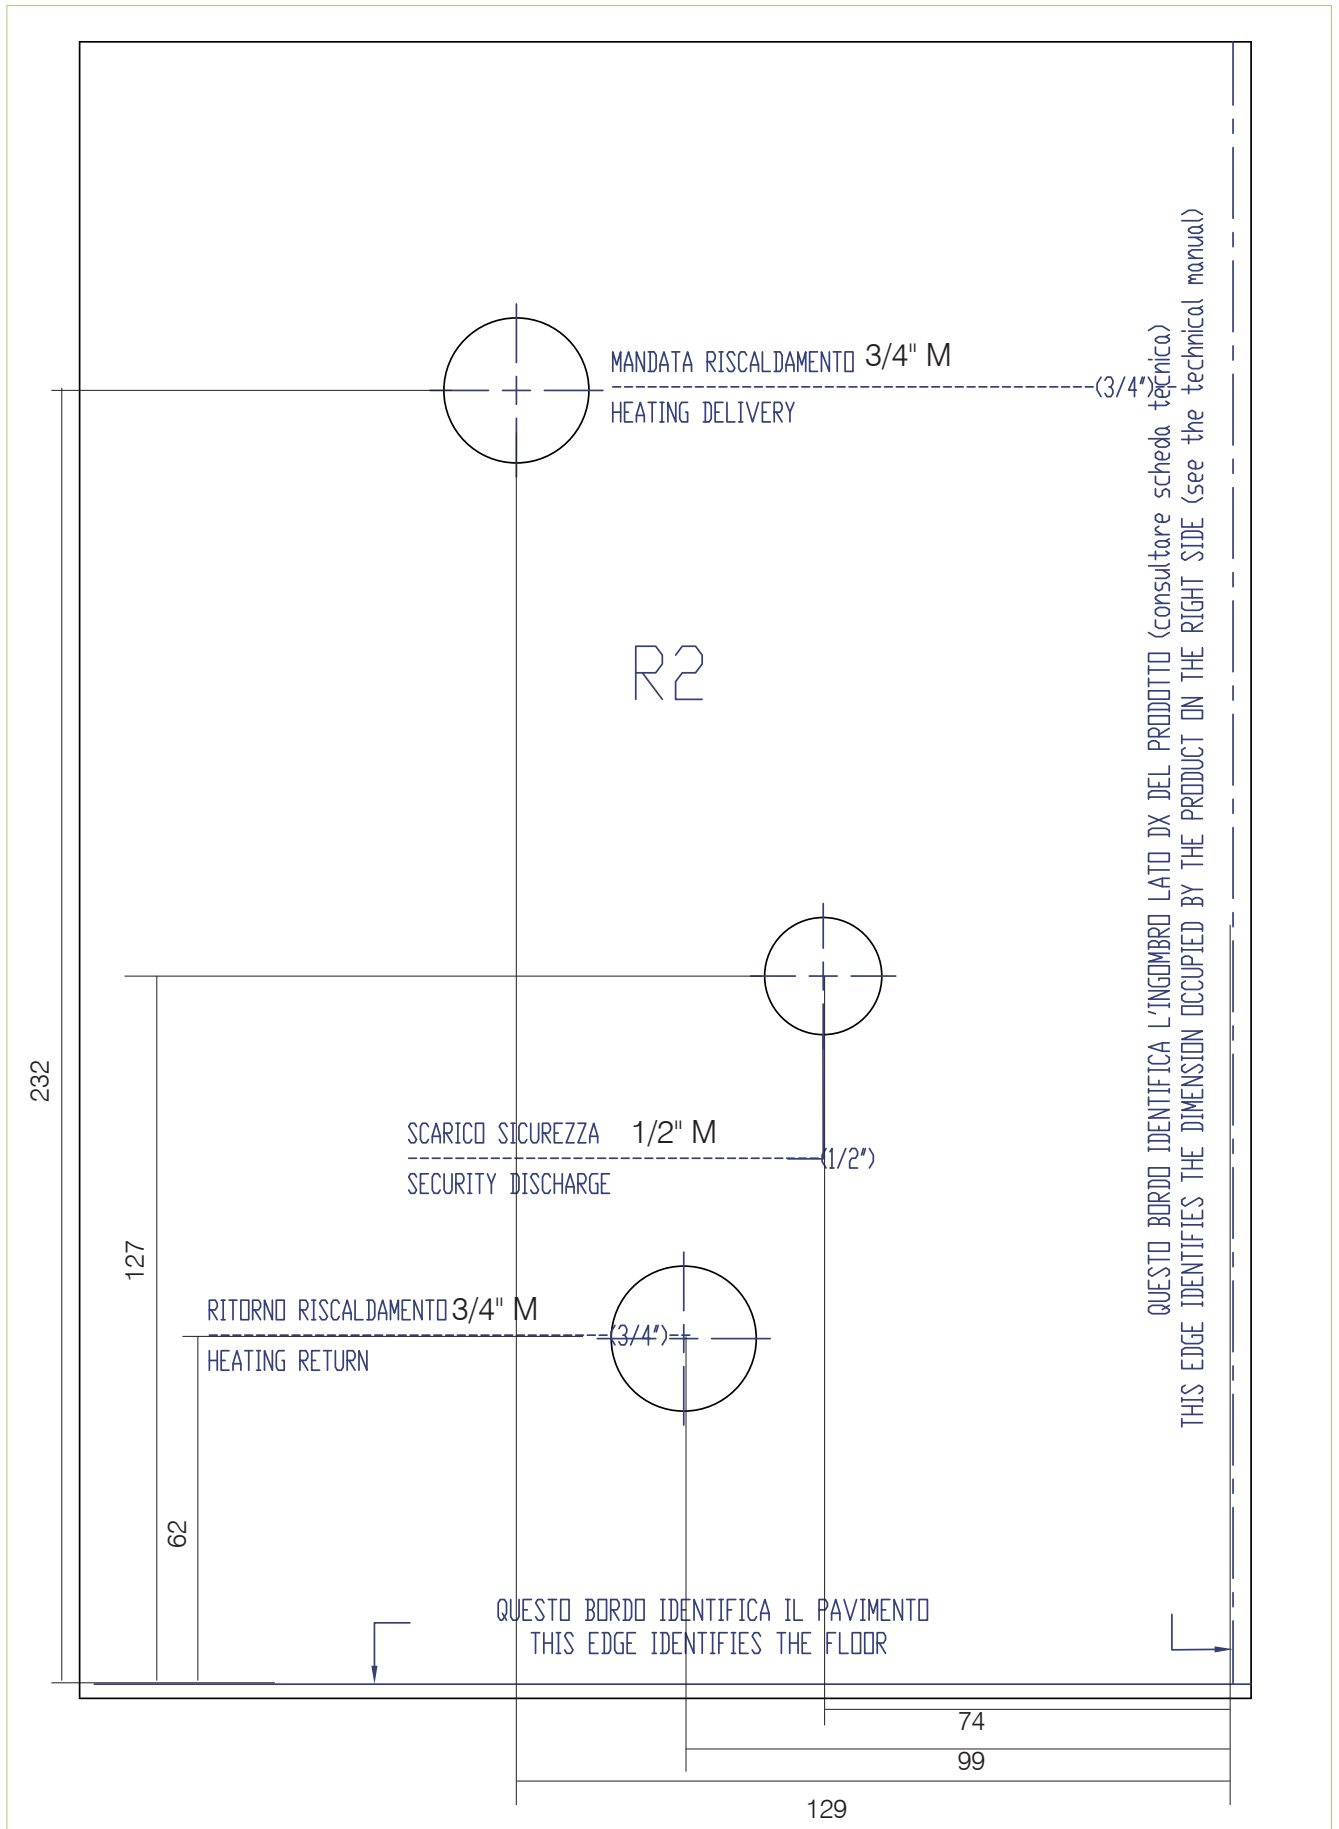 MANDATA RISCALDAMENTO 3/4" M
(3/4")
HEATING DELIVERY
R2
QUESTO BORDO IDENTIFICA L'INGOMBRO LATO DX DEL PRODOTTO (consultare scheda tecnica)
THIS EDGE IDENTIFIES THE DIMENSION OCCUPIED BY THE PRODUCT ON THE RIGHT SIDE (see the technical manual)
232
SCARICO SICUREZZA 1/2" M
(1/2")
SECURITY DISCHARGE
127
RITORNO RISCALDAMENTO 3/4" M
(3/4")
HEATING RETURN
62
QUESTO BORDO IDENTIFICA IL PAVIMENTO
THIS EDGE IDENTIFIES THE FLOOR
74
99
129